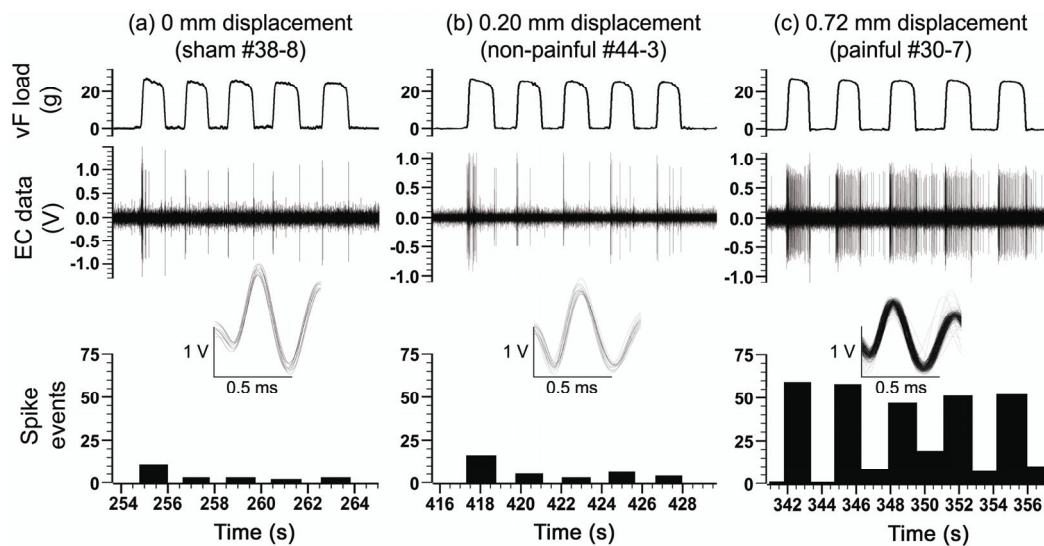 (a) 0 mm displacement
(sham #38-8)
(b) 0.20 mm displacement
(non-painful #44-3)
(c) 0.72 mm displacement
(painful #30-7)
vF load
(g)
20
0
20
0
20
0
EC data
(V)
1.0
0.5
0.0
-0.5
-1.0
1.0
0.5
0.0
-0.5
-1.0
1.0
0.5
0.0
-0.5
-1.0
1 V
0.5 ms
1 V
0.5 ms
1 V
0.5 ms
Spike
events
75
50
25
0
75
50
25
0
75
50
25
0
254 256 258 260 262 264
416 418 420 422 424 426 428
342 344 346 348 350 352 354 356
Time (s)
Time (s)
Time (s)